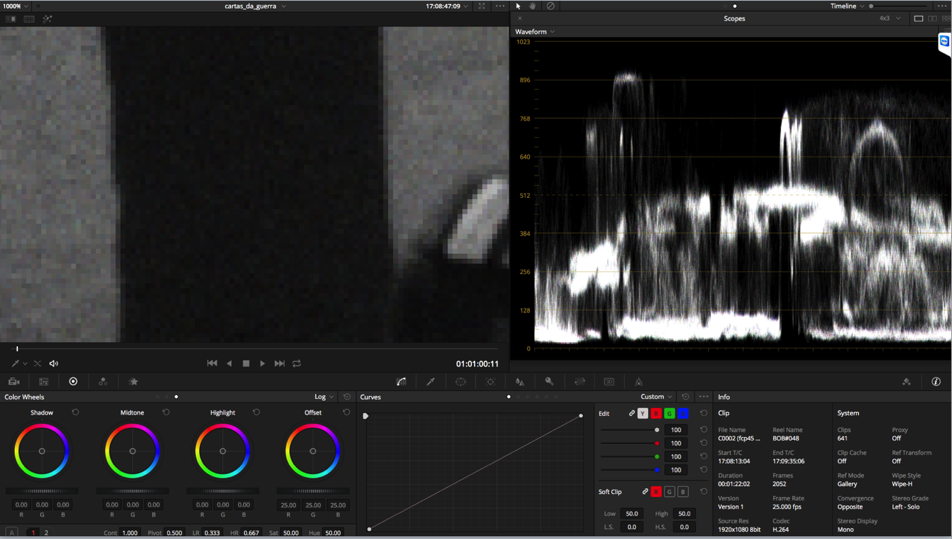 1000%
cartas_da_guerra
17:08:47:09
Timeline
Scopes
4x3
Waveform
1023
896
768
640
512
384
256
128
0
01:01:00:11
Color Wheels
Log
Shadow
Midtone
Highlight
Offset
0.00 0.00 0.00
R G B
0.00 0.00 0.00
R G B
0.00 0.00 0.00
R G B
25.00 25.00 25.00
R G B
A 1 2 Cont 1.000 Pivot 0.500 LR 0.333 HR 0.667 Sat 50.00 Hue 50.00
Curves
Custom
Edit
Y R G B
100
100
100
100
Soft Clip
R G B
Low 50.0 High 50.0
L.S. 0.0 H.S. 0.0
Info
Clip
File Name
C0002 (fcp45 ...
Reel Name
BOB#048
Start T/C
17:08:13:04
End T/C
17:09:35:06
Duration
00:01:22:02
Frames
2052
Version
Version 1
Frame Rate
25.000 fps
Source Res
1920x1080 8bit
Codec
H.264
System
Clips
641
Proxy
Off
Clip Cache
Off
Ref Transform
Off
Ref Mode
Gallery
Wipe Style
Wipe-H
Convergence
Opposite
Stereo Grade
Left - Solo
Stereo Display
Mono